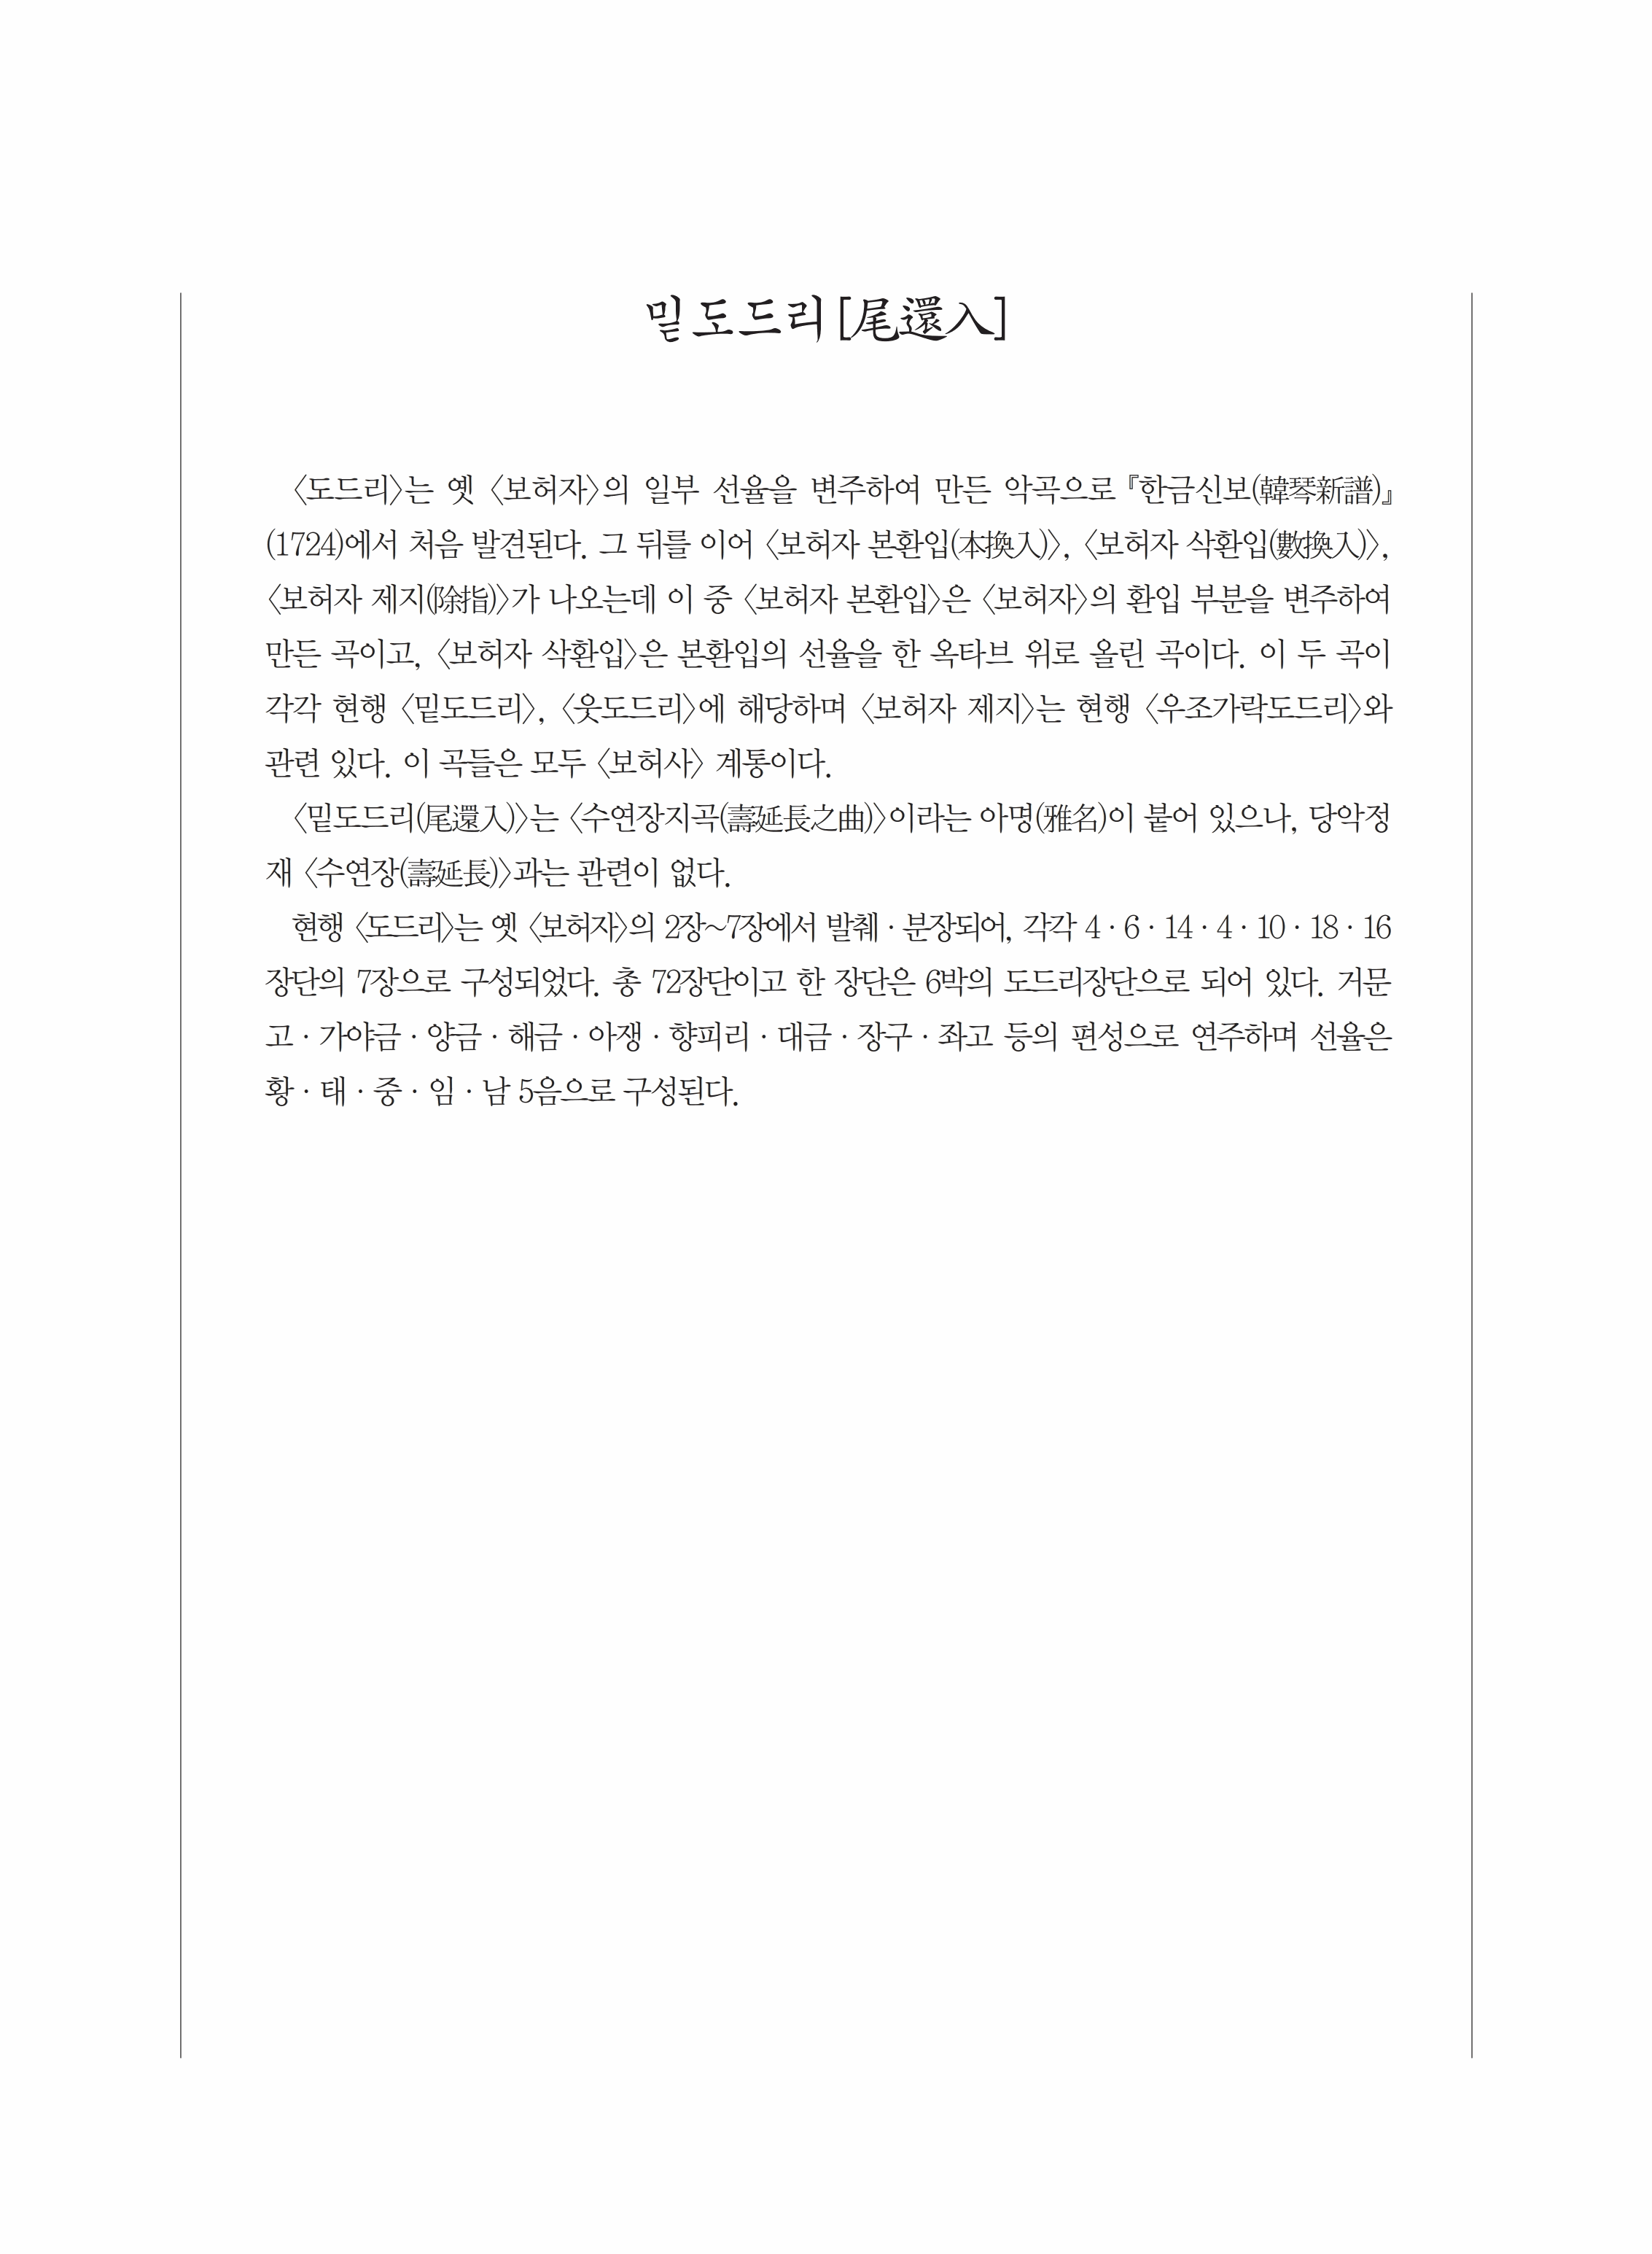 밑도드리[尾還入]
〈도드리〉는 옛 〈보허자〉의 일부 선율을 변주하여 만든 악곡으로 『한금신보(韓琴新譜)』
(1724)에서 처음 발견된다. 그 뒤를 이어 〈보허자 본환입(本換入)〉, 〈보허자 삭환입(數換入)〉,
〈보허자 제지(除指)〉가 나오는데 이 중 〈보허자 본환입〉은 〈보허자〉의 환입 부분을 변주하여
만든 곡이고, 〈보허자 삭환입〉은 본환입의 선율을 한 옥타브 위로 올린 곡이다. 이 두 곡이
각각 현행 〈밑도드리〉, 〈웃도드리〉에 해당하며 〈보허자 제지〉는 현행 〈우조가락도드리〉와
관련 있다. 이 곡들은 모두 〈보허사〉 계통이다.
〈밑도드리(尾還入)〉는 〈수연장지곡(壽延長之曲)〉이라는 아명(雅名)이 붙어 있으나, 당악정
재 〈수연장(壽延長)〉과는 관련이 없다.
현행 〈도드리〉는 옛 〈보허자〉의 2장~7장에서 발췌 · 분장되어, 각각 4 · 6 · 14 · 4 · 10 · 18 · 16
장단의 7장으로 구성되었다. 총 72장단이고 한 장단은 6박의 도드리장단으로 되어 있다. 거문
고 · 가야금 · 양금 · 해금 · 아쟁 · 향피리 · 대금 · 장구 · 좌고 등의 편성으로 연주하며 선율은
황 · 태 · 중 · 임 · 남 5음으로 구성된다.